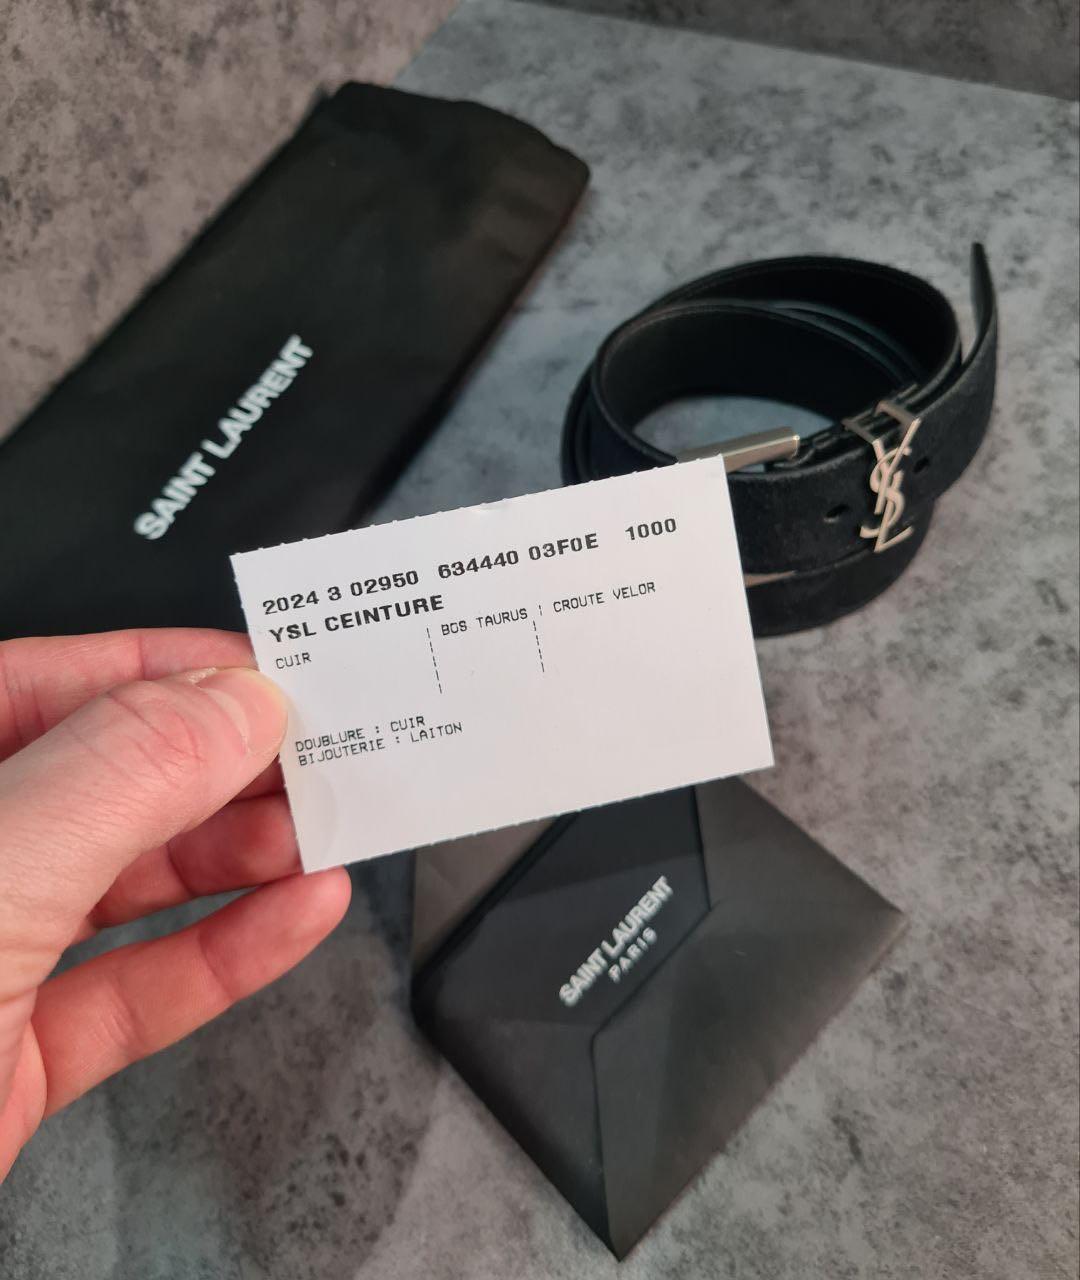 SAINT LAURENT
YSL
2024 3 02950 634440 03F0E 1000
YSL CEINTURE
CUIR BOS TAURUS CROUTE VELOR
DOUBLURE : CUIR
BIJOUTERIE : LAITON
SAINT LAURENT
PARIS